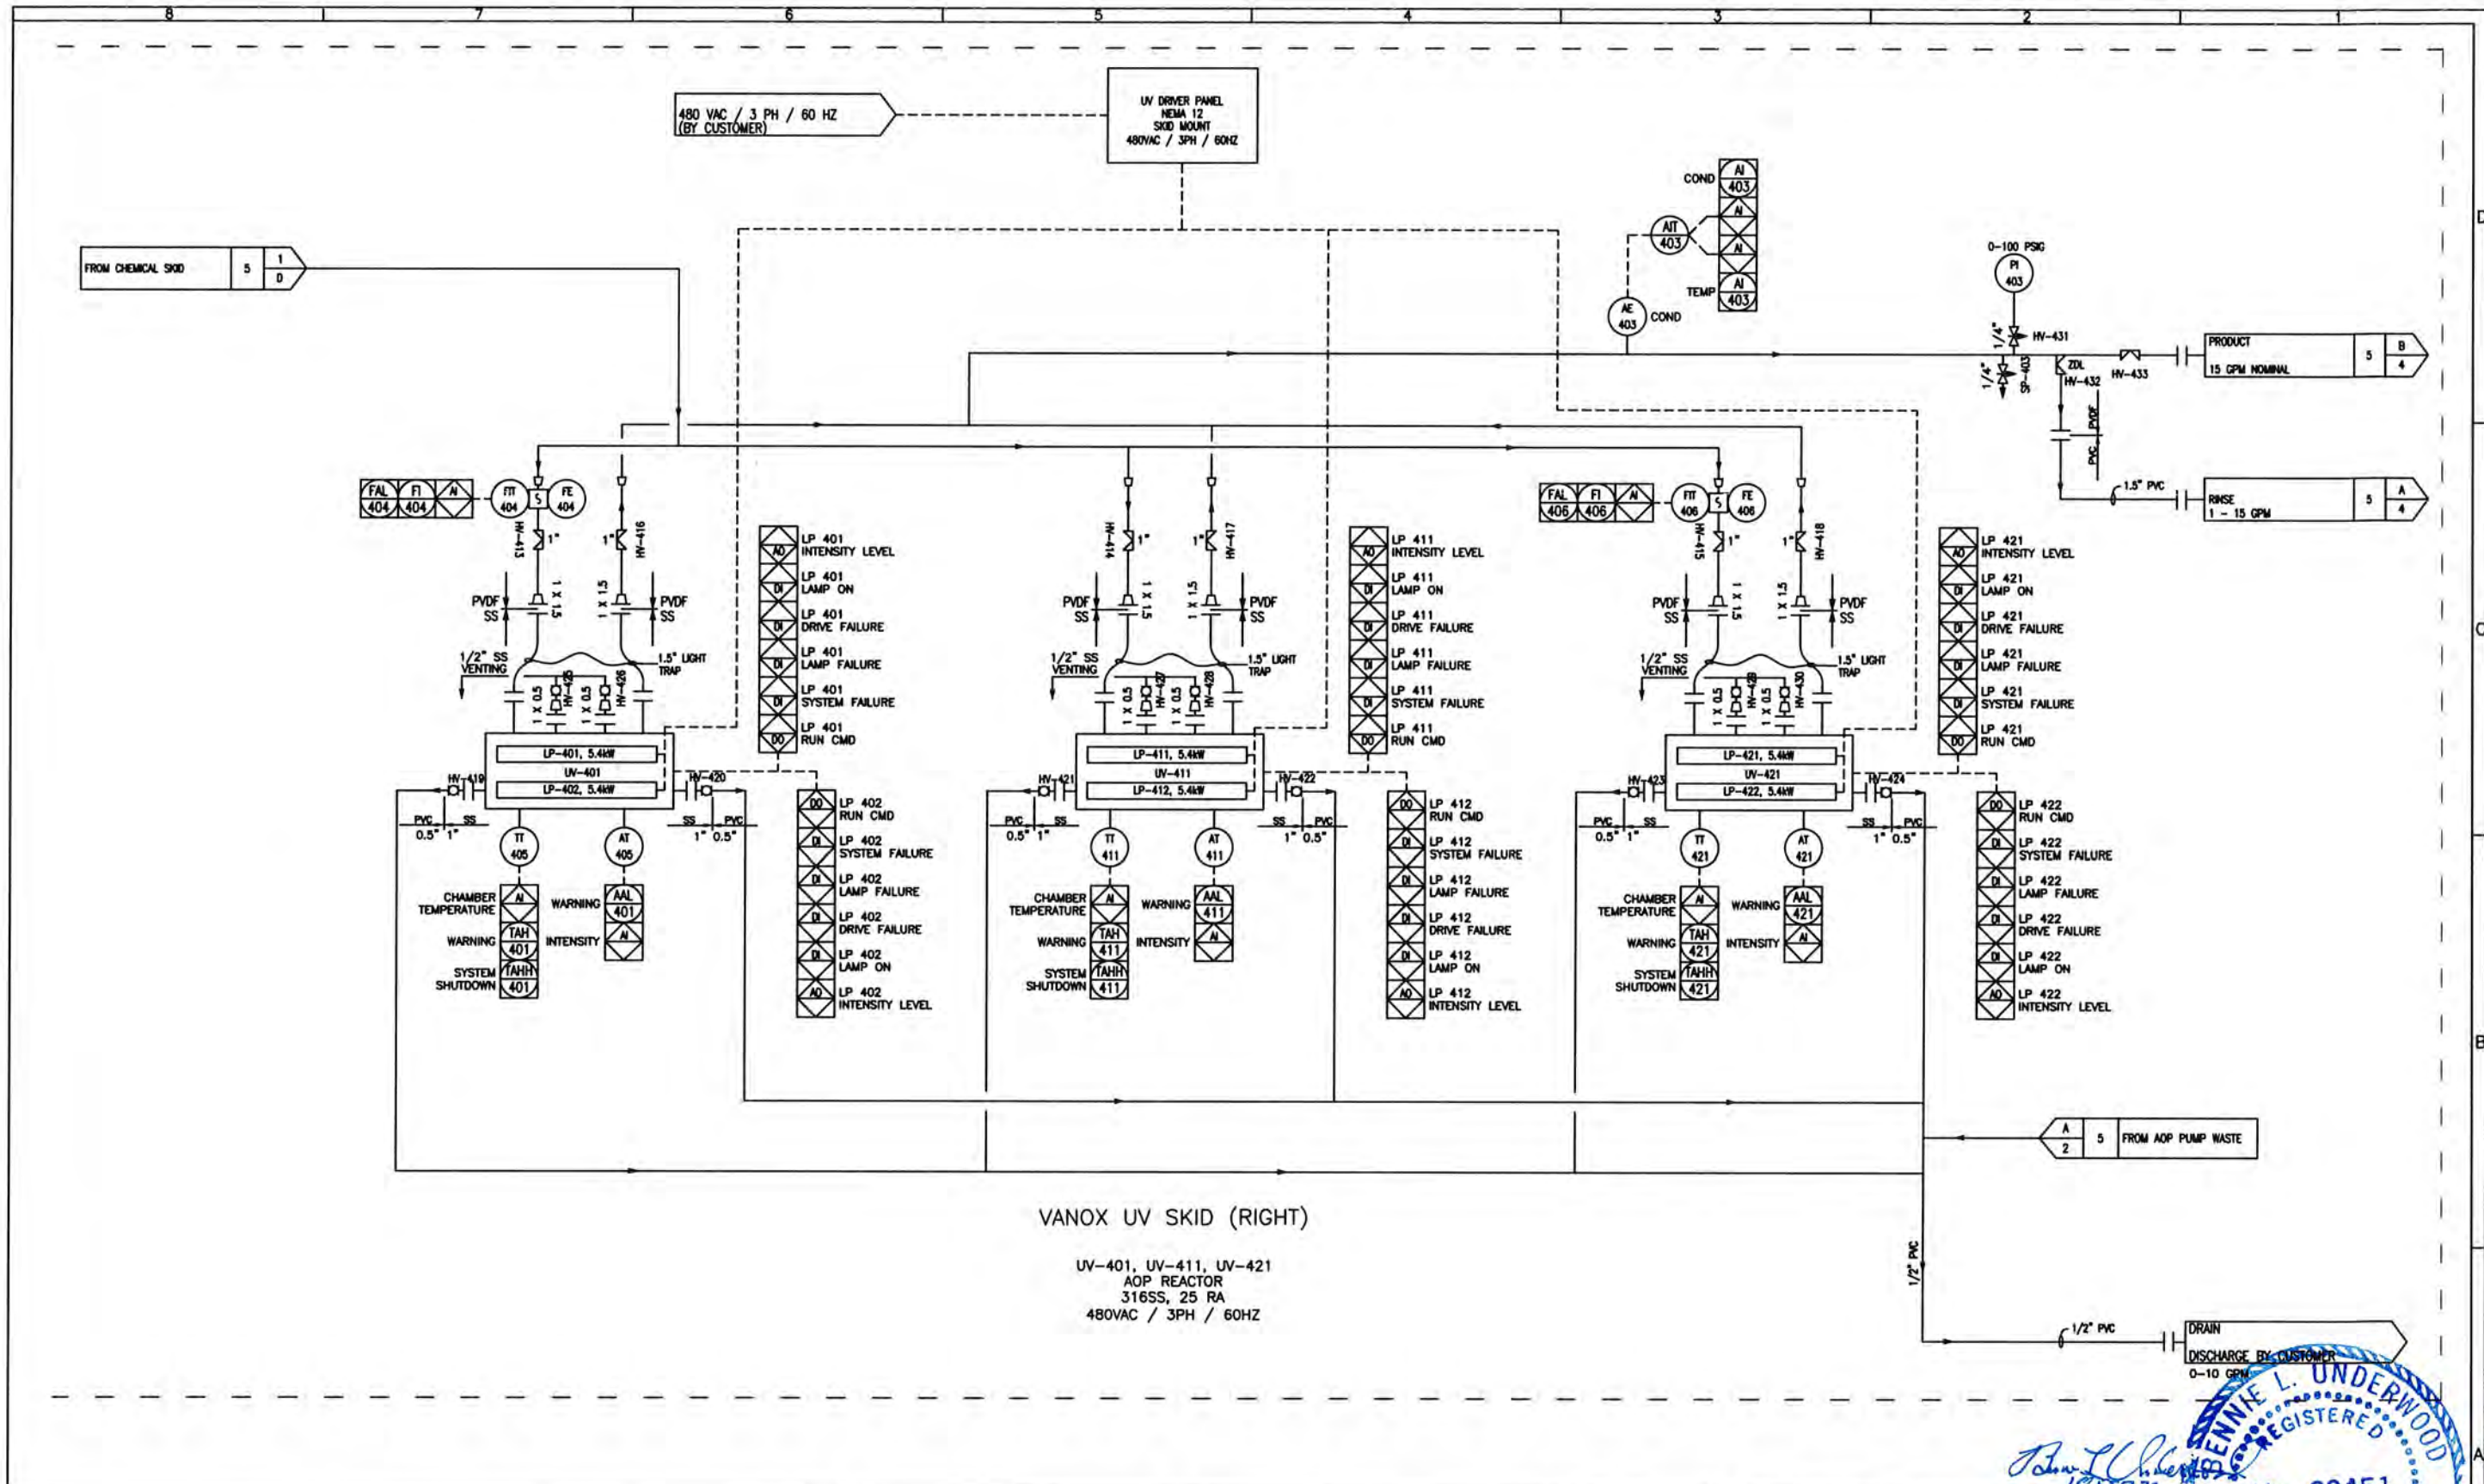 8 7 6 5 4 3 2 1
480 VAC / 3 PH / 60 HZ
(BY CUSTOMER)
UV DRIVER PANEL
NEMA 12
SKID MOUNT
480VAC / 3PH / 60HZ
D
FROM CHEMICAL SKID 5 1
D
COND AI
403
AI
AI
TEMP AI
403
AIT
403
AE
403
COND
0-100 PSIG
PI
403
1/4"
HV-431
1/4"
SP-403
ZDL
HV-432
HV-433
PRODUCT
15 GPM NOMINAL
5 B
4
PVC PVDF
1.5" PVC
RINSE
1 - 15 GPM
5 A
4
FAL
404
FI
404
AI
FIT
404
S
FE
404
HV-413
1"
1"
HV-416
PVDF
SS
1 X 1.5
1 X 1.5
PVDF
SS
1/2" SS
VENTING
1.5" LIGHT
TRAP
1 X 0.5
HV-425
1 X 0.5
HV-426
LP-401, 5.4kW
UV-401
LP-402, 5.4kW
HV-419
HV-420
PVC SS
0.5" 1"
SS PVC
1" 0.5"
TT
405
AT
405
CHAMBER
TEMPERATURE
AI
WARNING
TAH
401
SYSTEM
SHUTDOWN
TAHH
401
WARNING
AAL
401
INTENSITY
AI
AO LP 401
INTENSITY LEVEL
DI LP 401
LAMP ON
DI LP 401
DRIVE FAILURE
DI LP 401
LAMP FAILURE
DI LP 401
SYSTEM FAILURE
DO LP 401
RUN CMD
DO LP 402
RUN CMD
DI LP 402
SYSTEM FAILURE
DI LP 402
LAMP FAILURE
DI LP 402
DRIVE FAILURE
DI LP 402
LAMP ON
AO LP 402
INTENSITY LEVEL
HV-414
1"
1"
HV-417
PVDF
SS
1 X 1.5
1 X 1.5
PVDF
SS
1/2" SS
VENTING
1.5" LIGHT
TRAP
1 X 0.5
HV-427
1 X 0.5
HV-428
LP-411, 5.4kW
UV-411
LP-412, 5.4kW
HV-421
HV-422
PVC SS
0.5" 1"
SS PVC
1" 0.5"
TT
411
AT
411
CHAMBER
TEMPERATURE
AI
WARNING
TAH
411
SYSTEM
SHUTDOWN
TAHH
411
WARNING
AAL
411
INTENSITY
AI
AO LP 411
INTENSITY LEVEL
DI LP 411
LAMP ON
DI LP 411
DRIVE FAILURE
DI LP 411
LAMP FAILURE
DI LP 411
SYSTEM FAILURE
DO LP 411
RUN CMD
DO LP 412
RUN CMD
DI LP 412
SYSTEM FAILURE
DI LP 412
LAMP FAILURE
DI LP 412
DRIVE FAILURE
DI LP 412
LAMP ON
AO LP 412
INTENSITY LEVEL
FAL
406
FI
406
AI
FIT
406
S
FE
406
HV-415
1"
1"
HV-418
PVDF
SS
1 X 1.5
1 X 1.5
PVDF
SS
1/2" SS
VENTING
1.5" LIGHT
TRAP
1 X 0.5
HV-429
1 X 0.5
HV-430
LP-421, 5.4kW
UV-421
LP-422, 5.4kW
HV-423
HV-424
PVC SS
0.5" 1"
SS PVC
1" 0.5"
TT
421
AT
421
CHAMBER
TEMPERATURE
AI
WARNING
TAH
421
SYSTEM
SHUTDOWN
TAHH
421
WARNING
AAL
421
INTENSITY
AI
AO LP 421
INTENSITY LEVEL
DI LP 421
LAMP ON
DI LP 421
DRIVE FAILURE
DI LP 421
LAMP FAILURE
DI LP 421
SYSTEM FAILURE
DO LP 421
RUN CMD
DO LP 422
RUN CMD
DI LP 422
SYSTEM FAILURE
DI LP 422
LAMP FAILURE
DI LP 422
DRIVE FAILURE
DI LP 422
LAMP ON
AO LP 422
INTENSITY LEVEL
C
B
A
2
5 FROM AOP PUMP WASTE
VANOX UV SKID (RIGHT)
UV-401, UV-411, UV-421
AOP REACTOR
316SS, 25 RA
480VAC / 3PH / 60HZ
1/2" PVC
1/2" PVC
DRAIN
DISCHARGE BY CUSTOMER
0-10 GPM
BENNIE L. UNDERWOOD
REGISTERED
A